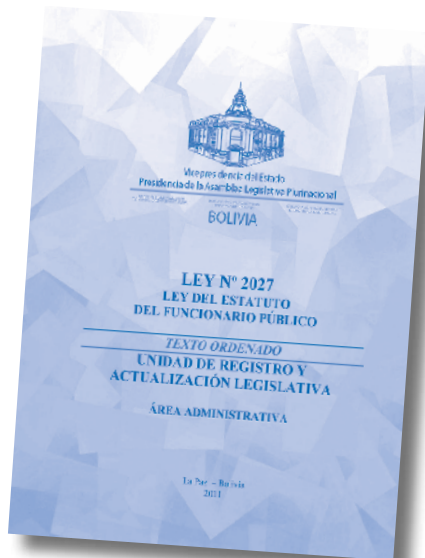 Vicepresidencia del Estado
Presidencia de la Asamblea Legislativa Plurinacional
BOLIVIA
LEY Nº 2027
LEY DEL ESTATUTO
DEL FUNCIONARIO PÚBLICO
TEXTO ORDENADO
UNIDAD DE REGISTRO Y
ACTUALIZACIÓN LEGISLATIVA
ÁREA ADMINISTRATIVA
La Paz – Bolivia
2011